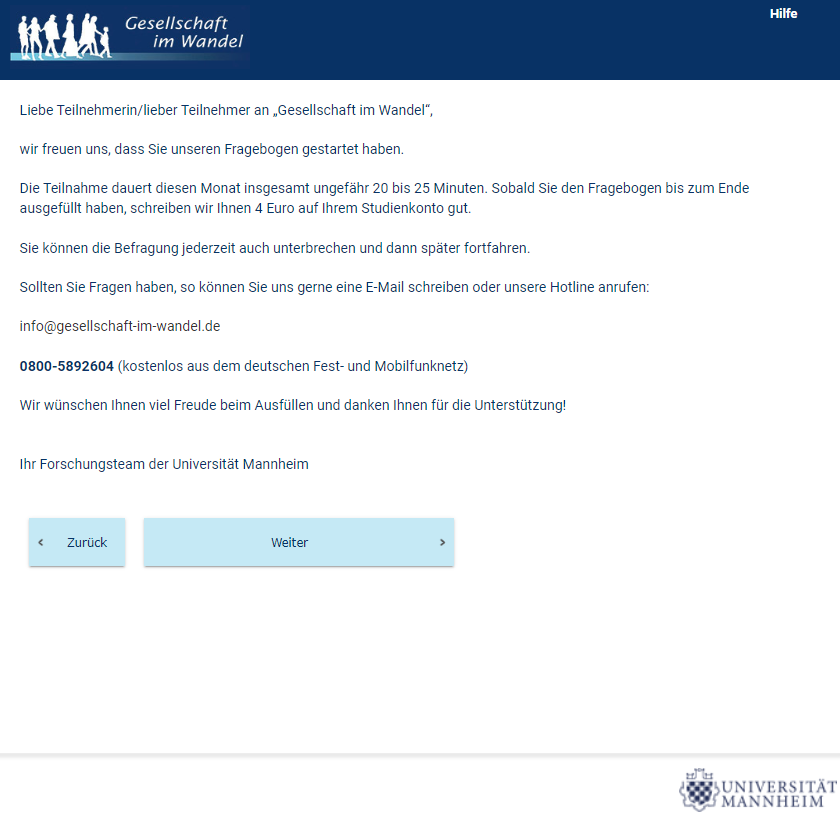 Gesellschaft
im Wandel
Hilfe
Liebe Teilnehmerin/lieber Teilnehmer an „Gesellschaft im Wandel“,
wir freuen uns, dass Sie unseren Fragebogen gestartet haben.
Die Teilnahme dauert diesen Monat insgesamt ungefähr 20 bis 25 Minuten. Sobald Sie den Fragebogen bis zum Ende
ausgefüllt haben, schreiben wir Ihnen 4 Euro auf Ihrem Studienkonto gut.
Sie können die Befragung jederzeit auch unterbrechen und dann später fortfahren.
Sollten Sie Fragen haben, so können Sie uns gerne eine E-Mail schreiben oder unsere Hotline anrufen:
info@gesellschaft-im-wandel.de
0800-5892604 (kostenlos aus dem deutschen Fest- und Mobilfunknetz)
Wir wünschen Ihnen viel Freude beim Ausfüllen und danken Ihnen für die Unterstützung!
Ihr Forschungsteam der Universität Mannheim
‹ Zurück
Weiter ›
UNIVERSITÄT
MANNHEIM